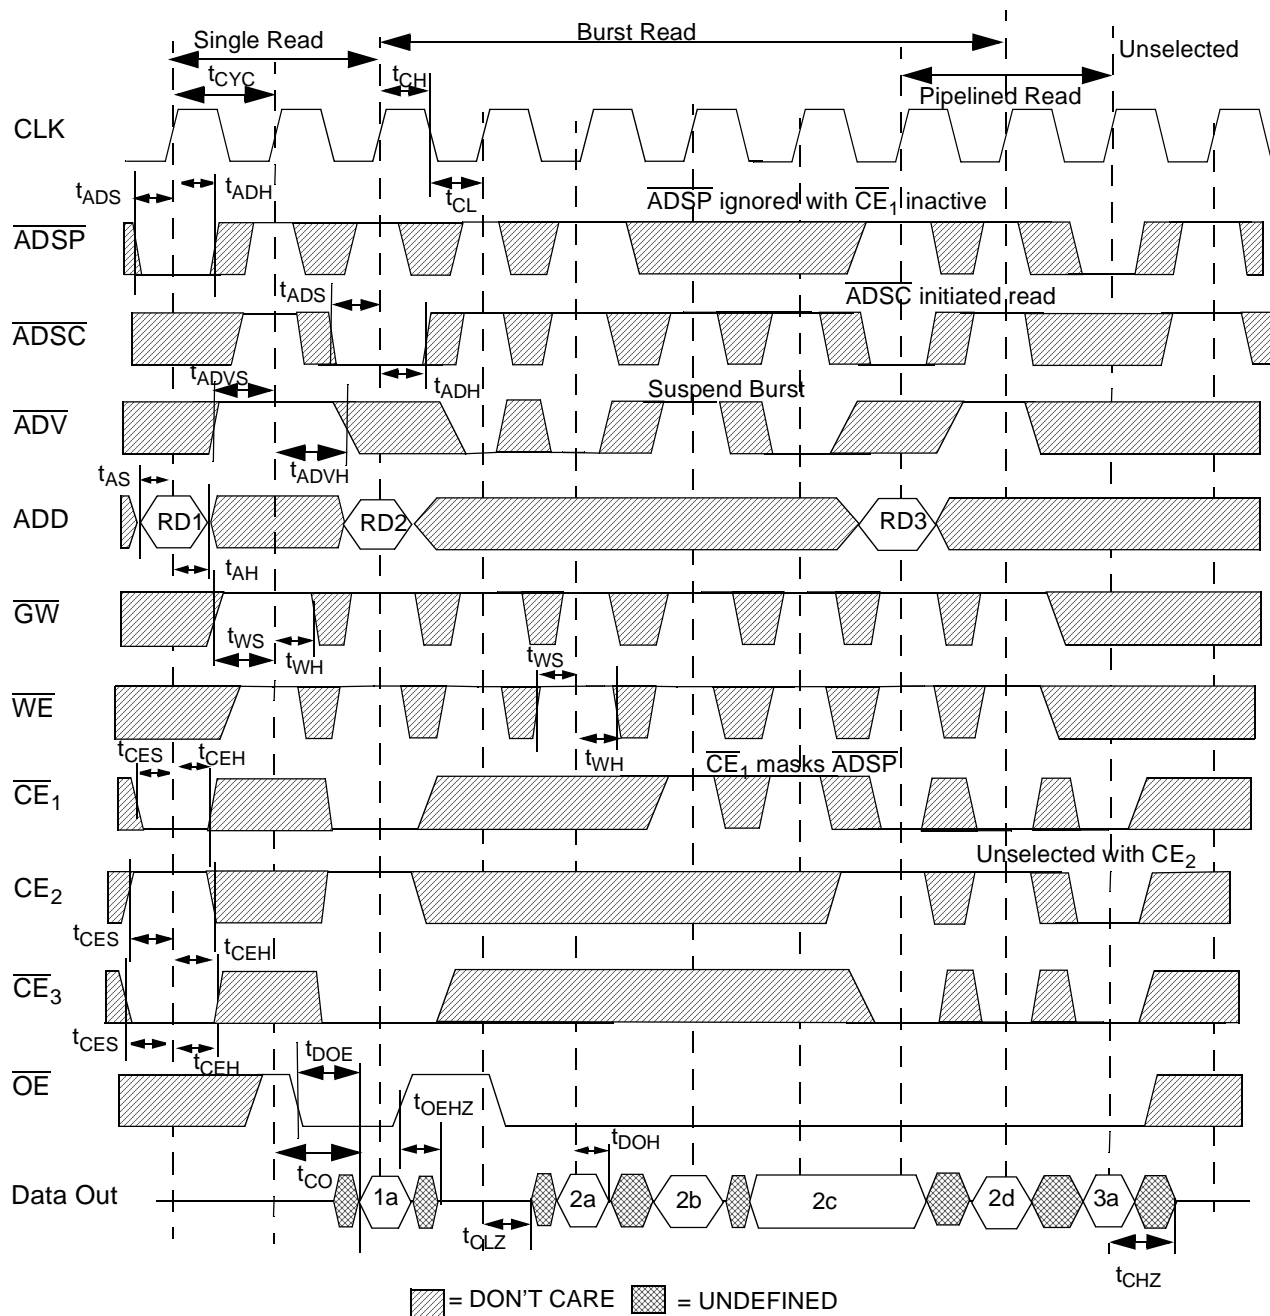 Single Read
Burst Read
Unselected
tCYC
tCH
Pipelined Read
CLK
tADS
tADH
tCL
ADSP ignored with CE1 inactive
ADSP
tADS
ADSC initiated read
ADSC
tADVS
tADH
Suspend Burst
ADV
tADVH
tAS
ADD
RD1
RD2
RD3
tAH
GW
tWS
tWH
tWS
WE
tCES
tCEH
tWH
CE1 masks ADSP
CE1
Unselected with CE2
CE2
tCES
tCEH
CE3
tCES
tCEH
tDOE
OE
tOEHZ
tDOH
tCO
Data Out
1a
2a
2b
2c
2d
3a
tCLZ
tCHZ
= DON'T CARE
= UNDEFINED